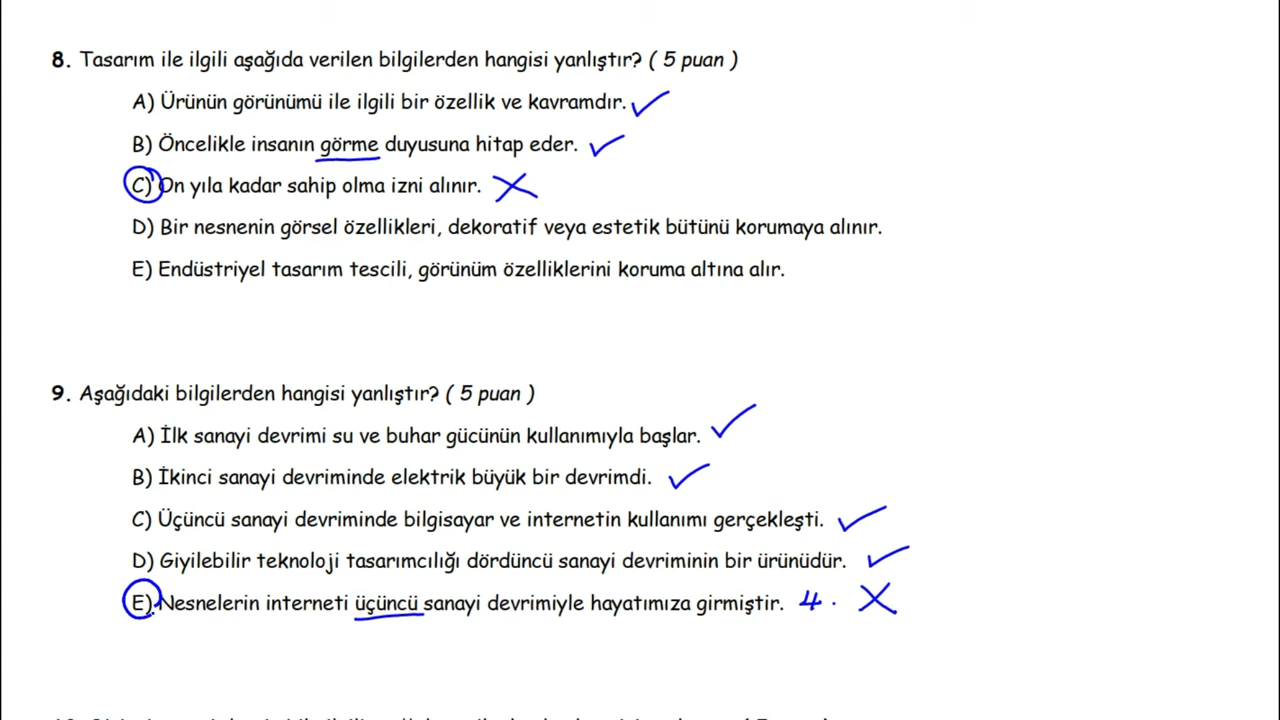 8. Tasarım ile ilgili aşağıda verilen bilgilerden hangisi yanlıştır? ( 5 puan )
A) Ürünün görünümü ile ilgili bir özellik ve kavramdır.
B) Öncelikle insanın görme duyusuna hitap eder.
C) On yıla kadar sahip olma izni alınır.
D) Bir nesnenin görsel özellikleri, dekoratif veya estetik bütünü korumaya alınır.
E) Endüstriyel tasarım tescili, görünüm özelliklerini koruma altına alır.
9. Aşağıdaki bilgilerden hangisi yanlıştır? ( 5 puan )
A) İlk sanayi devrimi su ve buhar gücünün kullanımıyla başlar.
B) İkinci sanayi devriminde elektrik büyük bir devrimdi.
C) Üçüncü sanayi devriminde bilgisayar ve internetin kullanımı gerçekleşti.
D) Giyilebilir teknoloji tasarımcılığı dördüncü sanayi devriminin bir ürünüdür.
E) Nesnelerin interneti üçüncü sanayi devrimiyle hayatımıza girmiştir. 4.